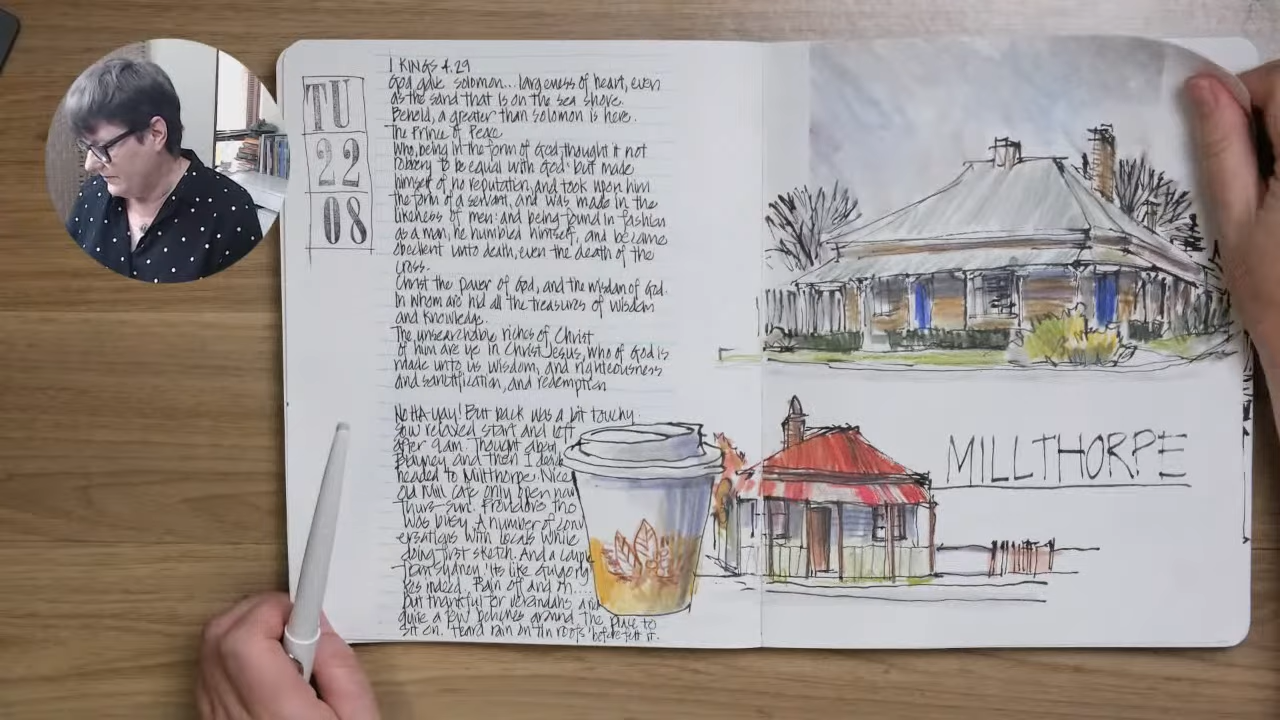 TU
22
08
1 KINGS 4.29
God gave solomon... largeness of heart, even
as the sand that is on the sea shore.
Behold, a greater than solomon is here.
The Prince of Peace
Who, being in the form of God thought it not
robbery to be equal with God: but made
himself of no reputation, and took upon him
the form of a servant, and was made in the
likeness of men: and being found in fashion
as a man, he humbled himself, and became
obedient unto death, even the death of the
cross.
Christ the power of God, and the wisdom of God.
In whom are hid all the treasures of wisdom
and knowledge.
The unsearchable riches of Christ
of him are ye in Christ Jesus, who of God is
made unto us wisdom, and righteousness
and sanctification, and redemption
yay! But back was a bit touchy
relaxed start and left
after 9am. Thought about
Blayney and then I
headed to Millthorpe. Nice
old Mill cafe only open
Thurs-sun.
was busy. A number of conv
ersations with locals while
doing first sketch. And a couple
from sydney 'its like
yes indeed. Rain off and on...
but thankful for verandahs and
quite a few benches around the place to
sit on. Heard rain on tin roofs before felt it.
MILLTHORPE